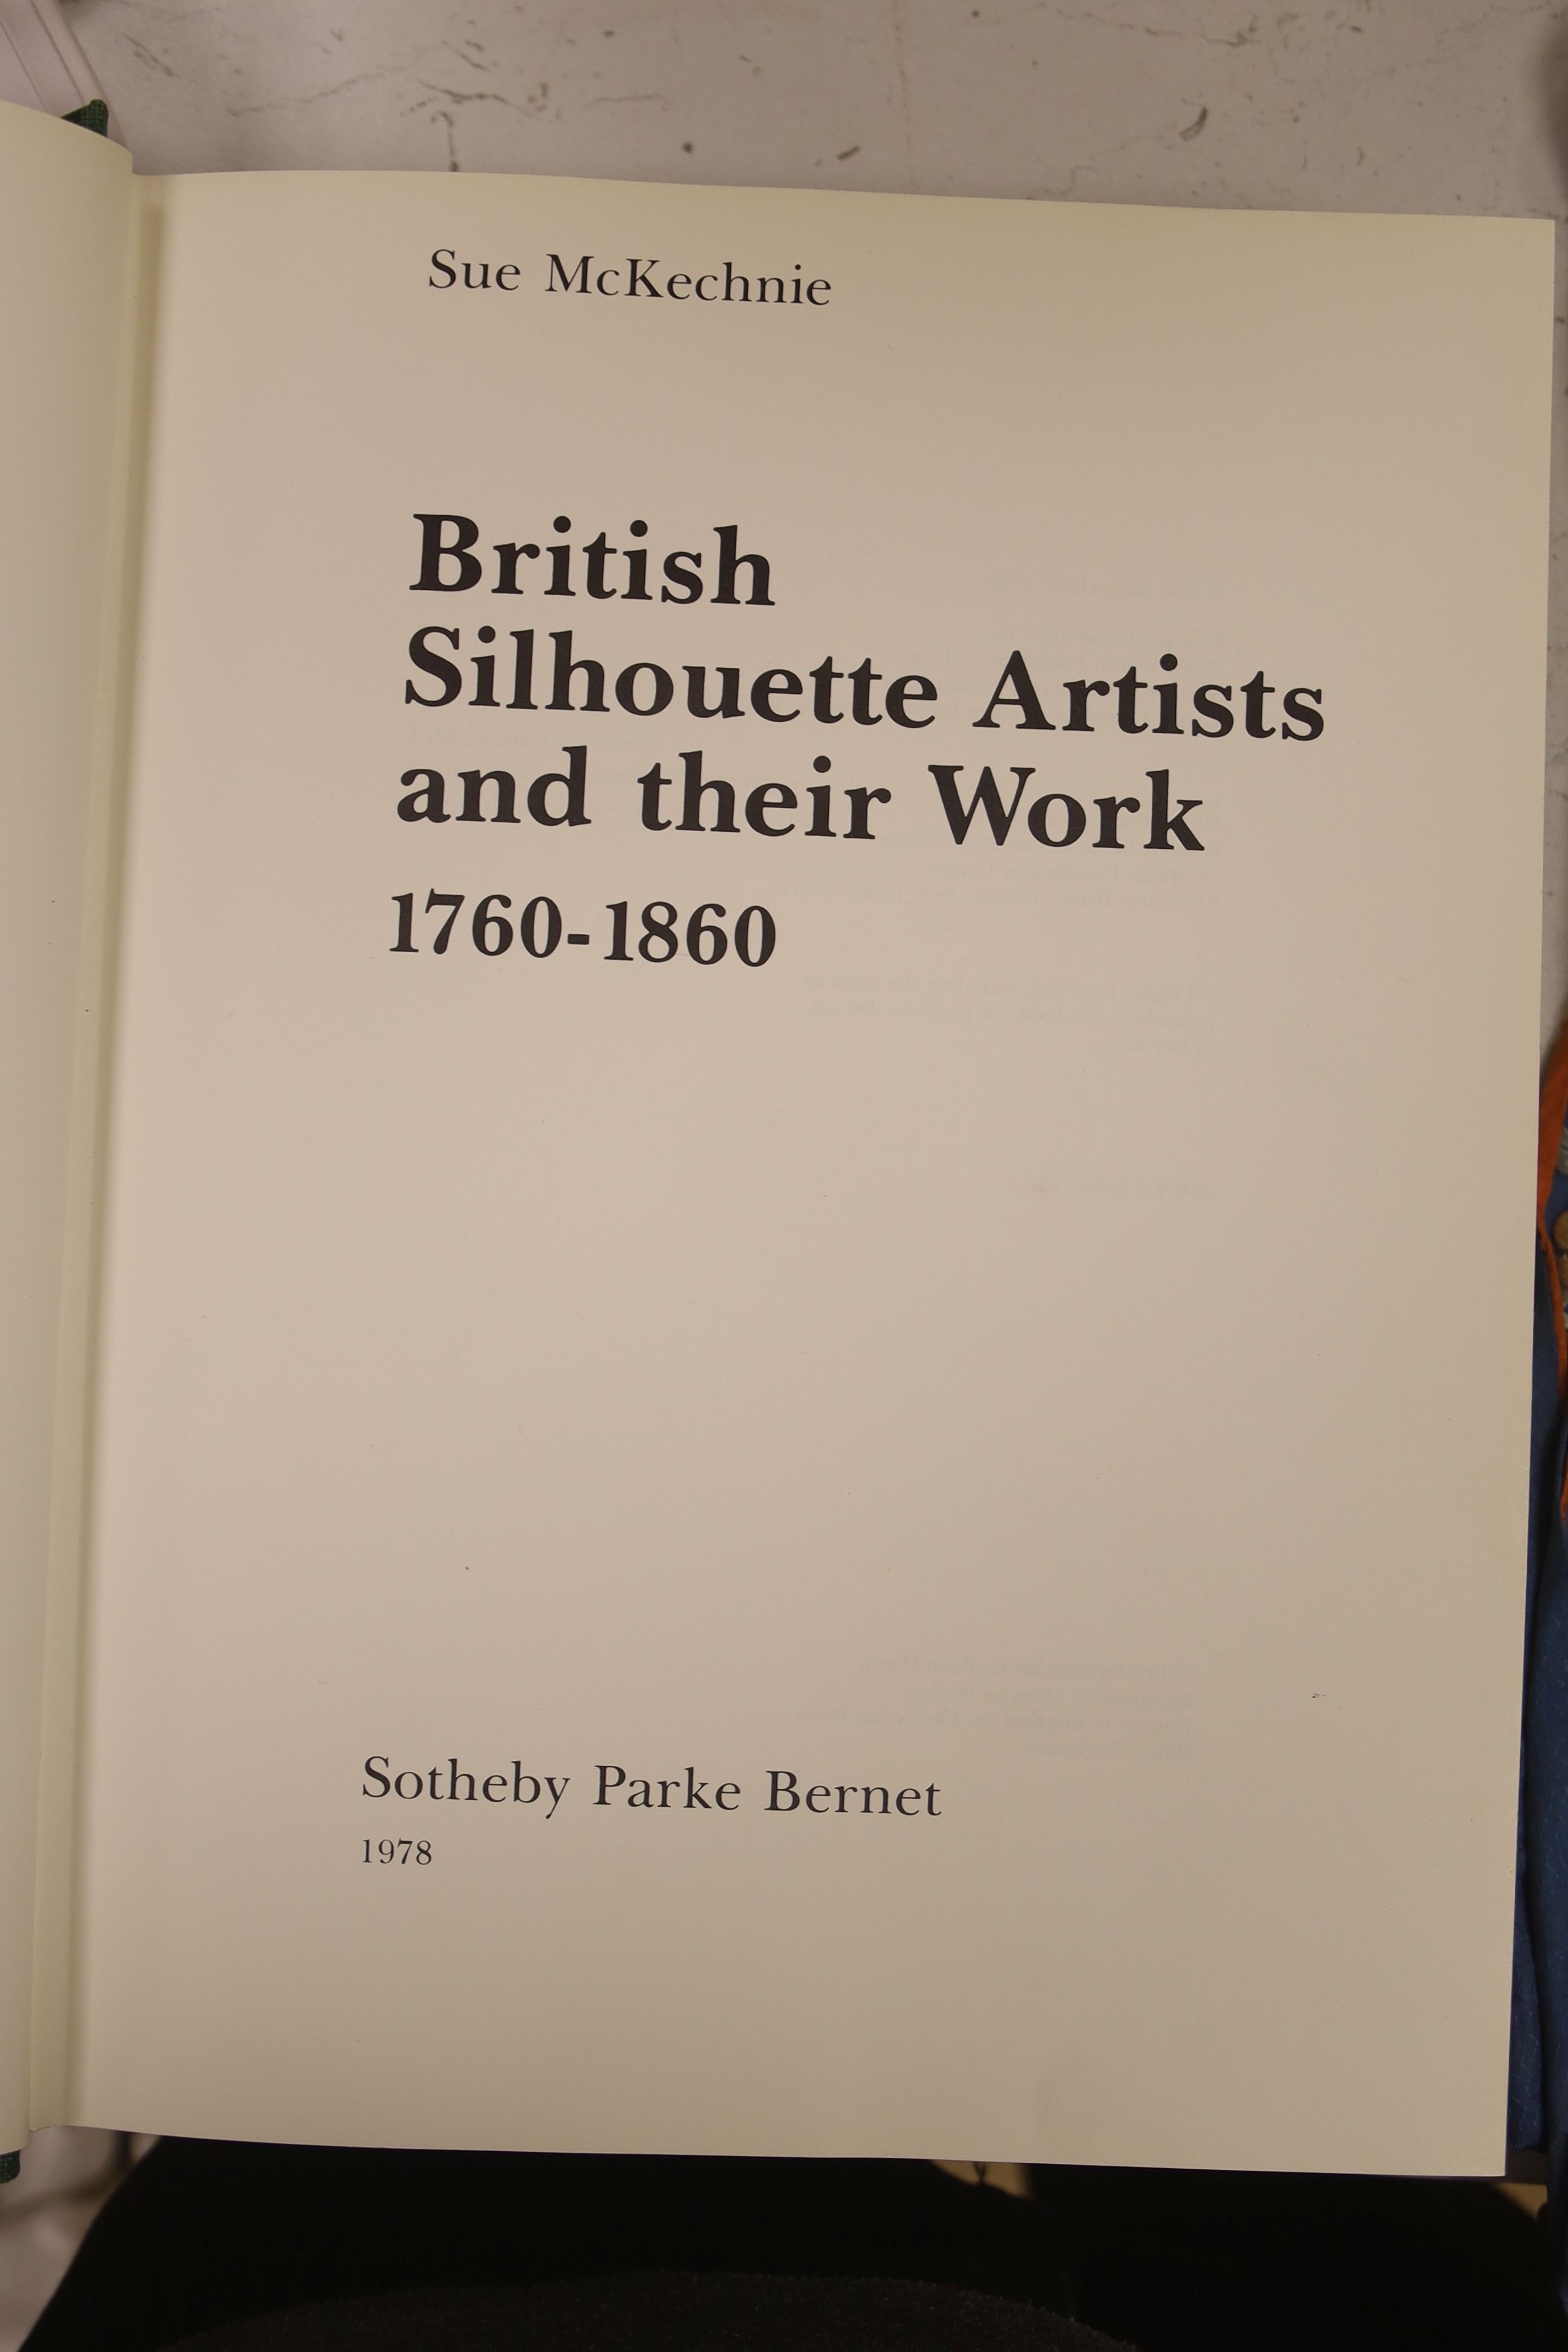 Sue McKechnie
British
Silhouette Artists
and their Work
1760-1860
Sotheby Parke Bernet
1978